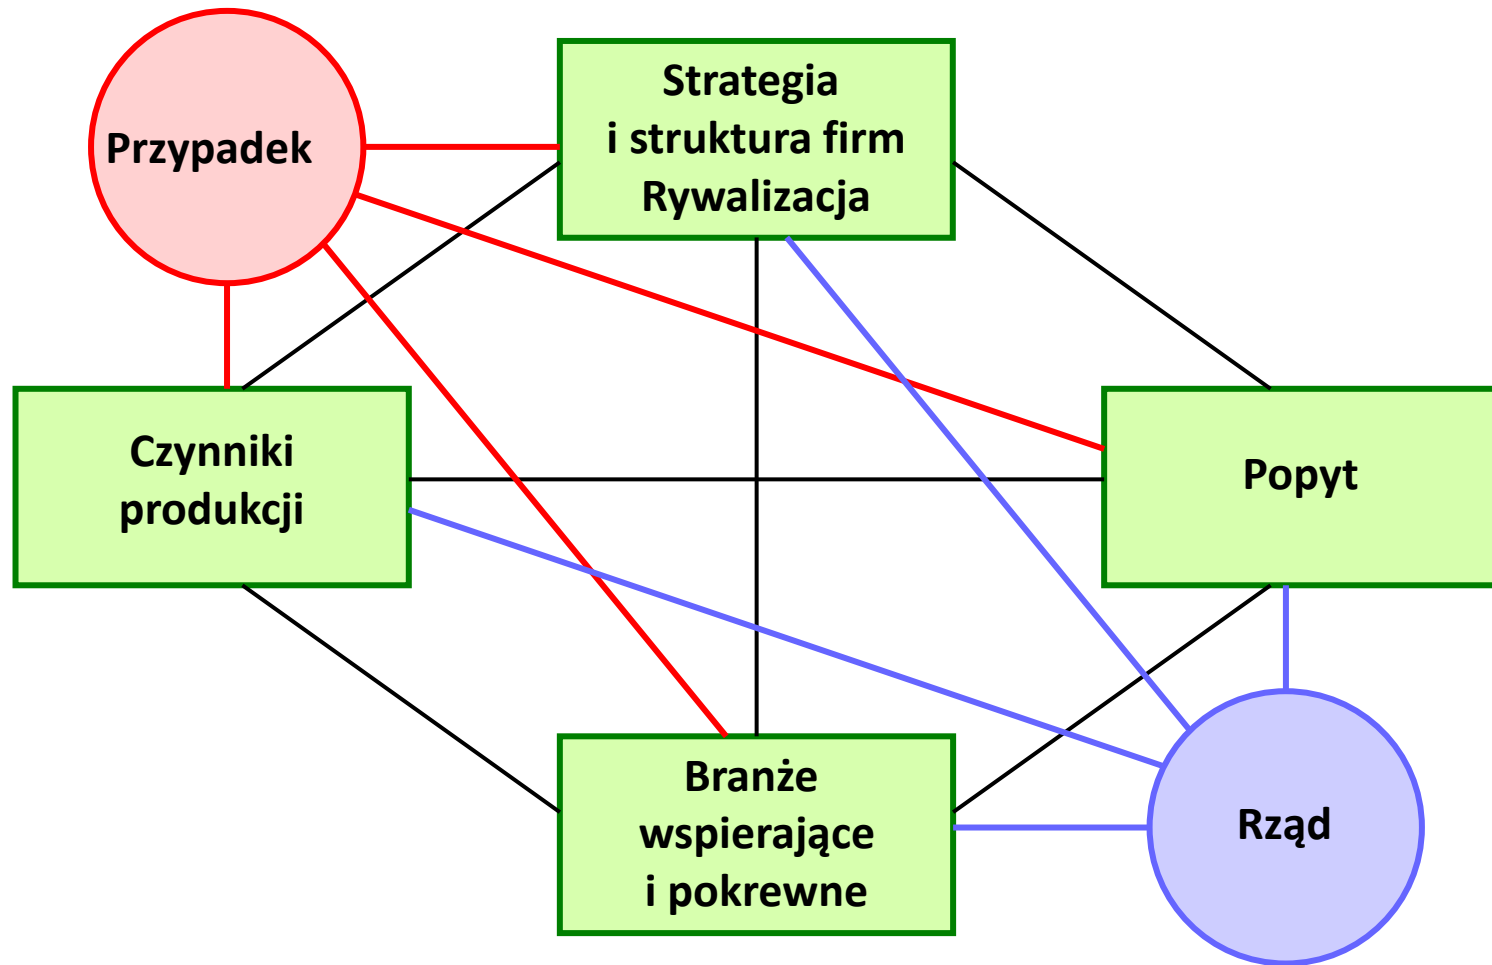 Przypadek
Strategia
i struktura firm
Rywalizacja
Czynniki
produkcji
Popyt
Branże
wspierające
i pokrewne
Rząd